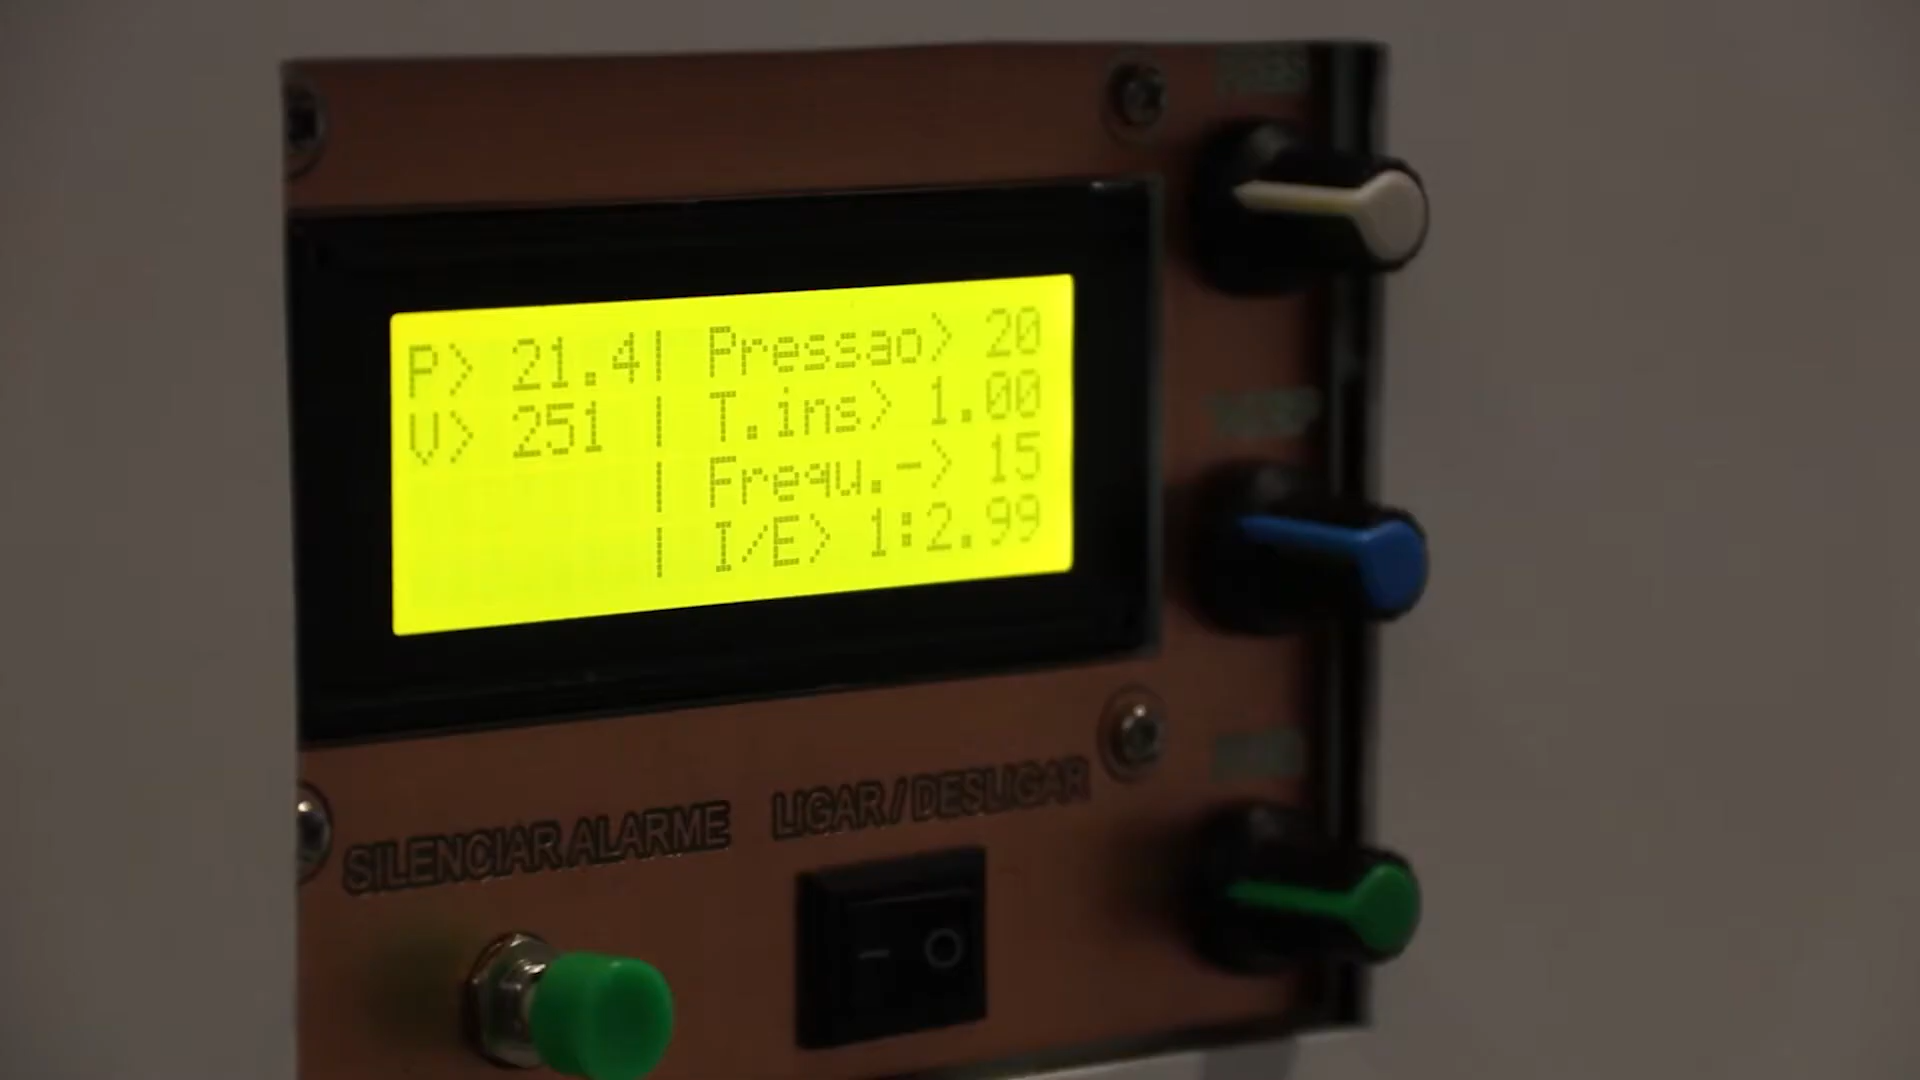 P> 21.4| Pressao> 20
V> 251 | T.ins> 1.00
| Frequ.-> 15
| I/E> 1:2.99
SILENCIAR ALARME
LIGAR / DESLIGAR